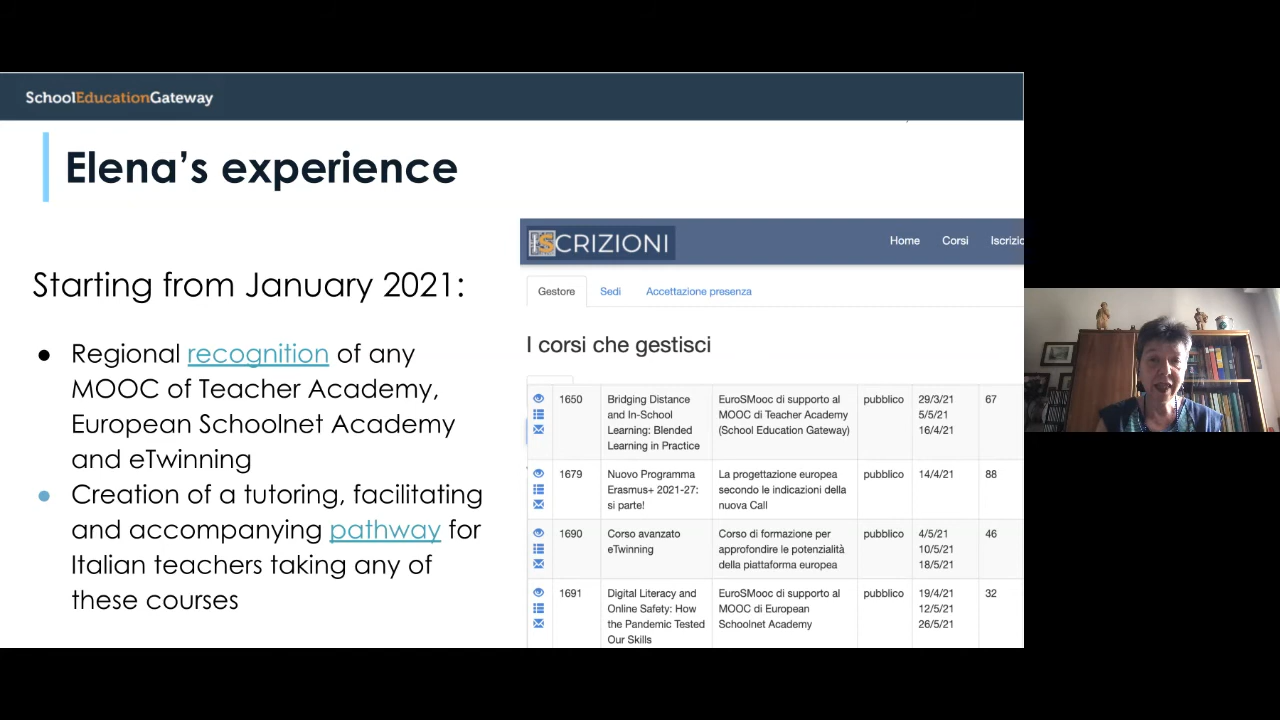 SchoolEducationGateway
Elena's experience
Starting from January 2021:
● Regional recognition of any
MOOC of Teacher Academy,
European Schoolnet Academy
and eTwinning
● Creation of a tutoring, facilitating
and accompanying pathway for
Italian teachers taking any of
these courses
ISCRIZIONI
Home Corsi Iscrizio
Gestore Sedi Accettazione presenza
I corsi che gestisci
1650
Bridging Distance
and In-School
Learning: Blended
Learning in Practice
EuroSMooc di supporto al
MOOC di Teacher Academy
(School Education Gateway)
pubblico
29/3/21
5/5/21
16/4/21
67
1679
Nuovo Programma
Erasmus+ 2021-27:
si parte!
La progettazione europea
secondo le indicazioni della
nuova Call
pubblico
14/4/21
88
1690
Corso avanzato
eTwinning
Corso di formazione per
approfondire le potenzialità
della piattaforma europea
pubblico
4/5/21
10/5/21
18/5/21
46
1691
Digital Literacy and
Online Safety: How
the Pandemic Tested
Our Skills
EuroSMooc di supporto al
MOOC di European
Schoolnet Academy
pubblico
19/4/21
12/5/21
26/5/21
32